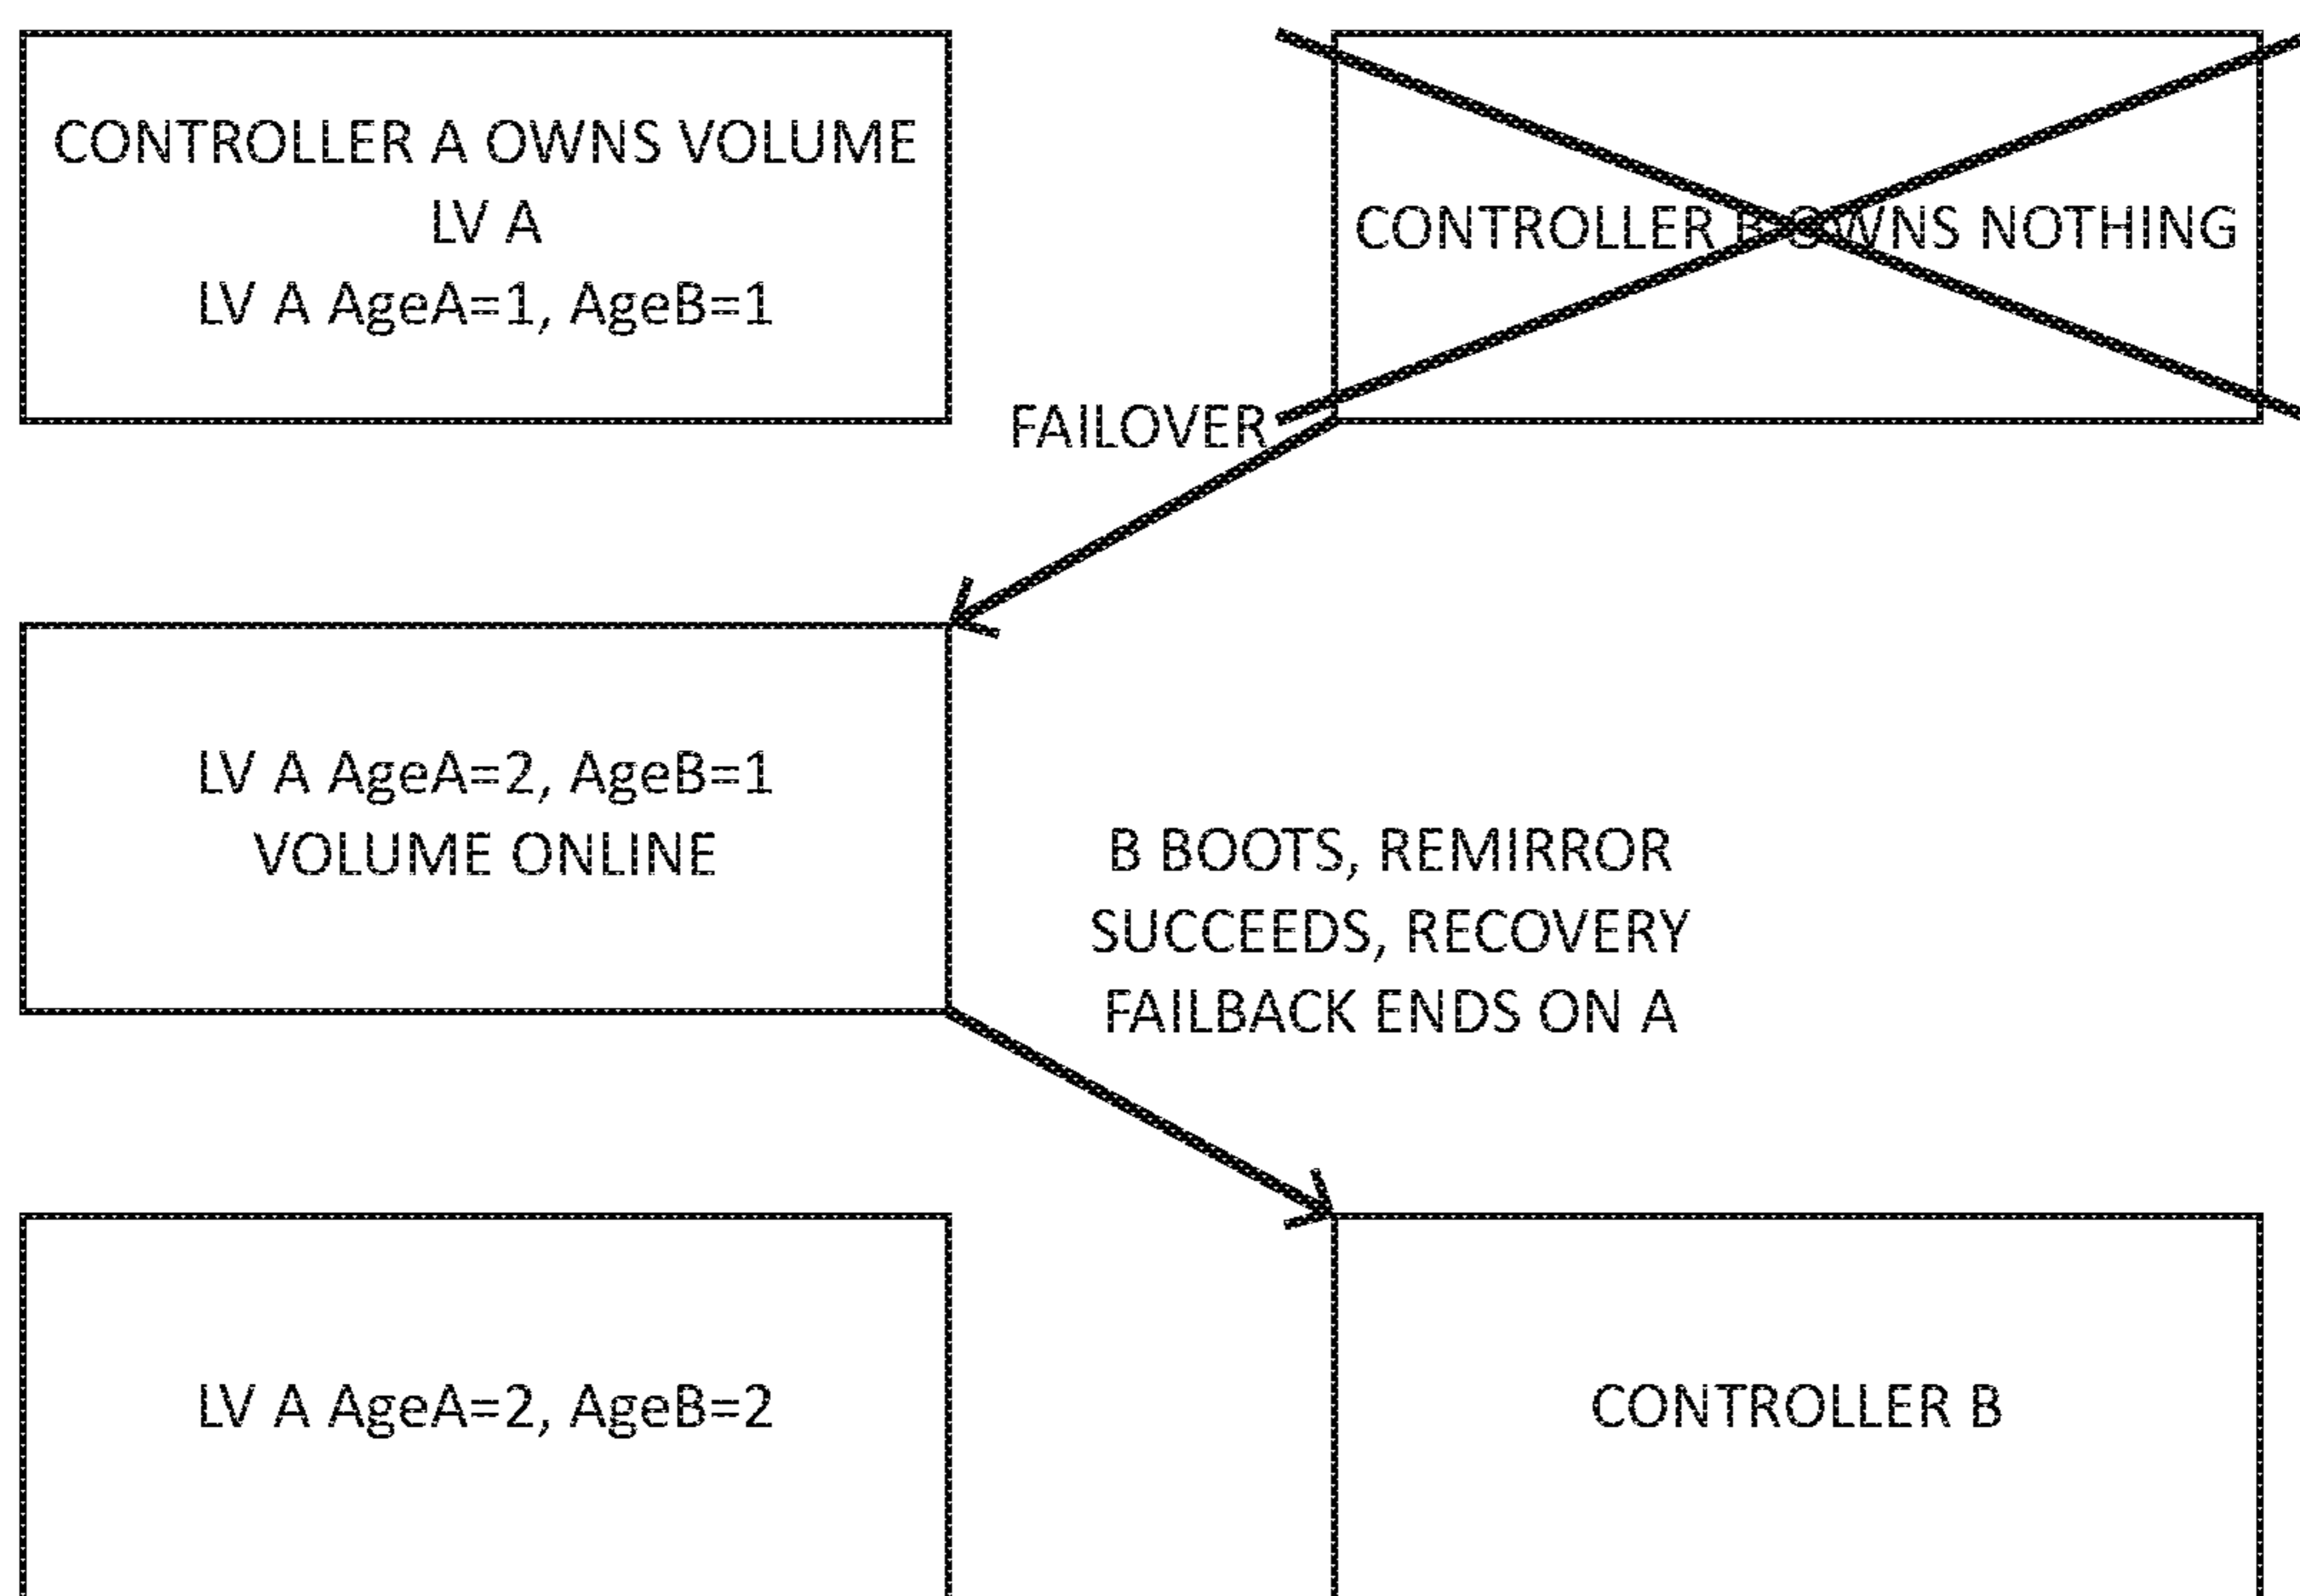 CONTROLLER A OWNS VOLUME
LV A
LV A AgeA=1, AgeB=1
CONTROLLER B OWNS NOTHING
FAILOVER
LV A AgeA=2, AgeB=1
VOLUME ONLINE
B BOOTS, REMIRROR
SUCCEEDS, RECOVERY
FAILBACK ENDS ON A
LV A AgeA=2, AgeB=2
CONTROLLER B